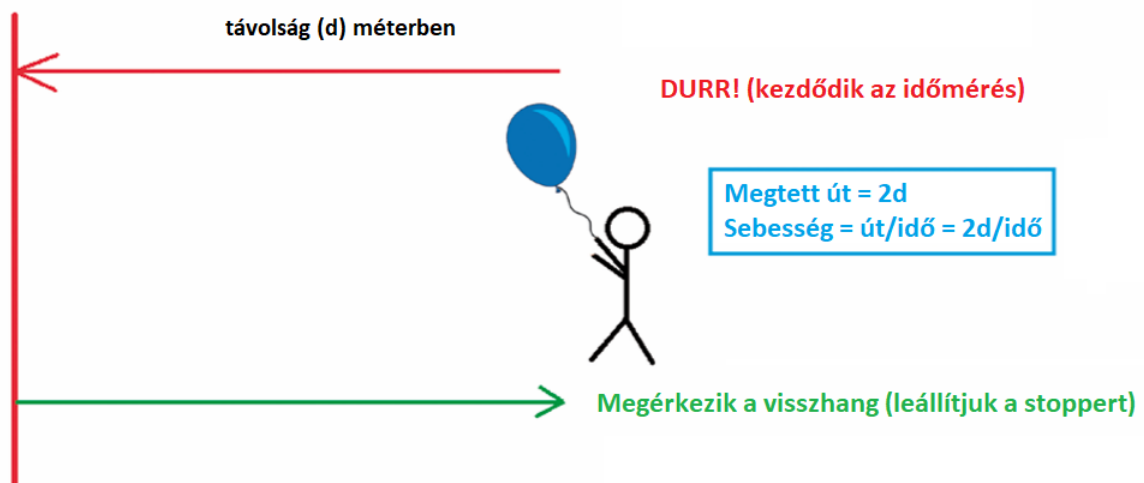 távolság (d) méterben
DURR! (kezdődik az időmérés)
Megtett út = 2d
Sebesség = út/idő = 2d/idő
Megérkezik a visszhang (leállítjuk a stoppert)